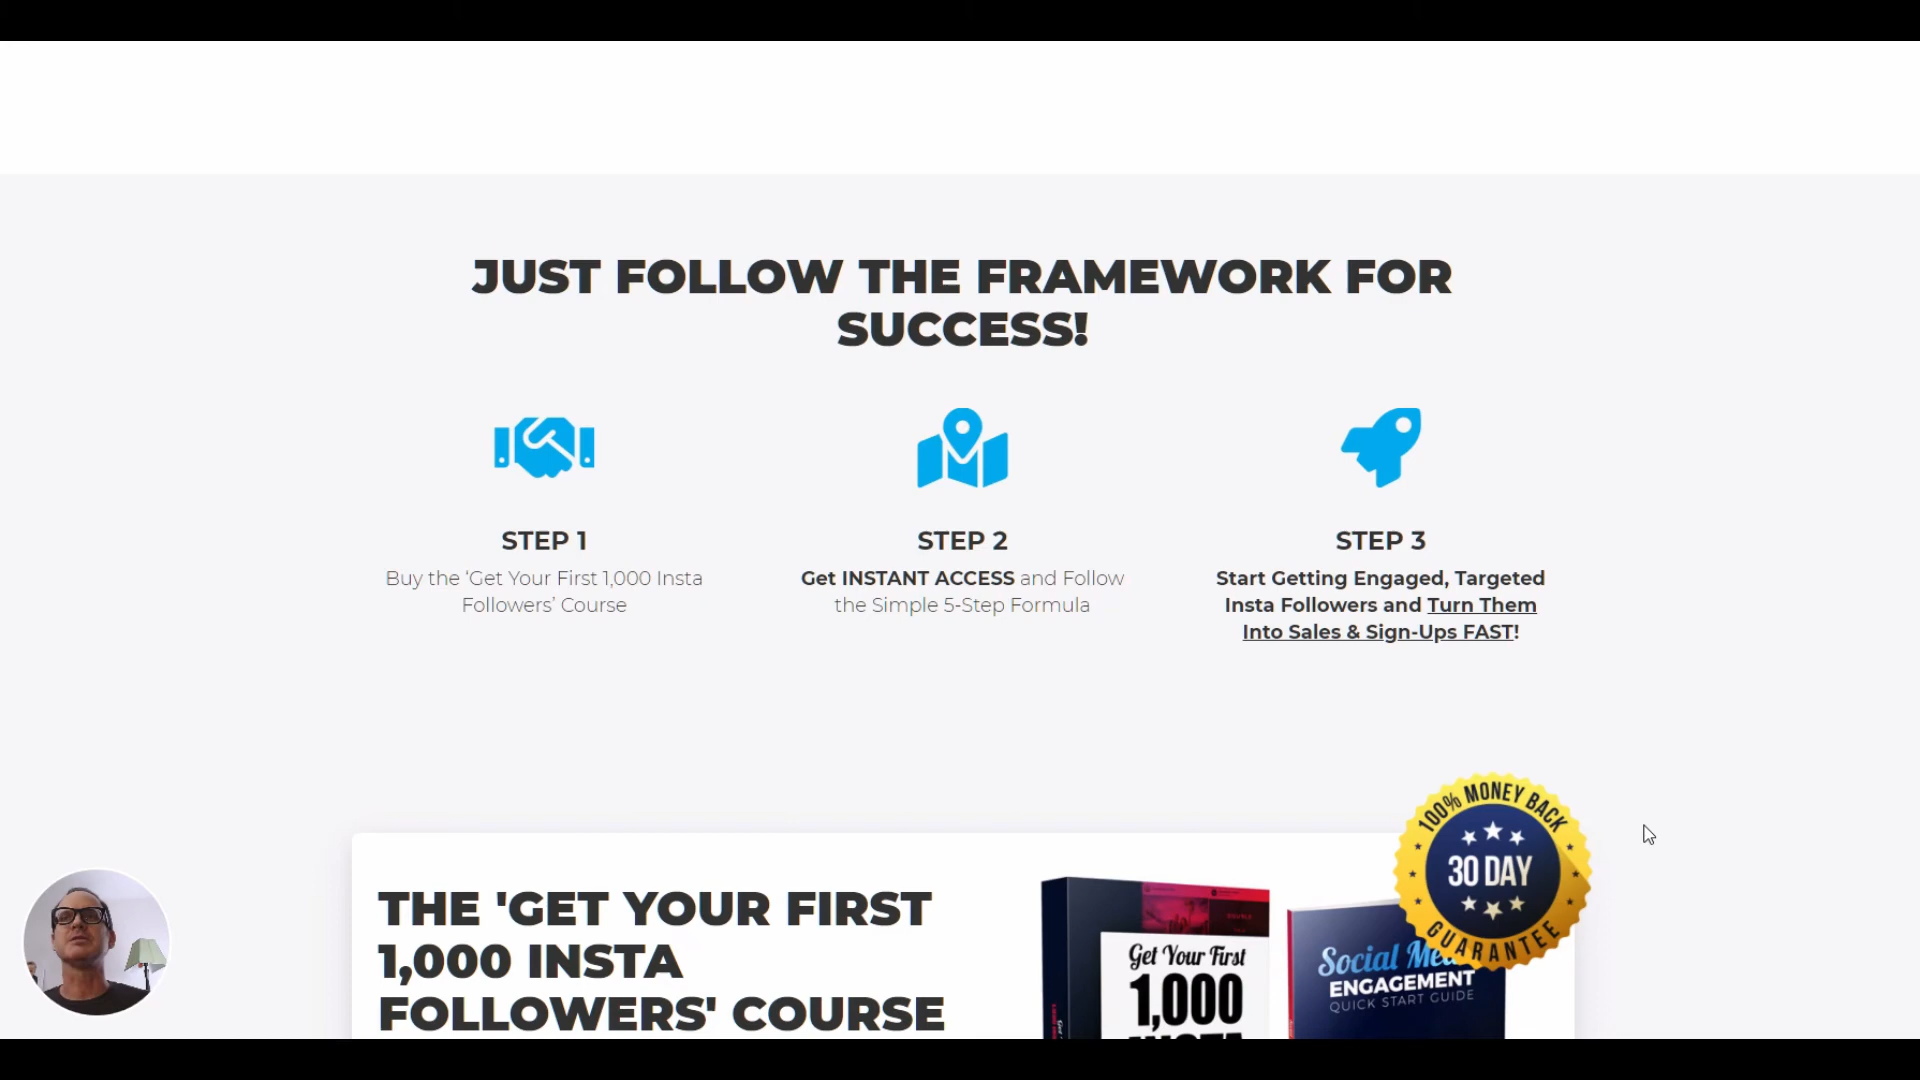 JUST FOLLOW THE FRAMEWORK FOR
SUCCESS!
STEP 1
Buy the ‘Get Your First 1,000 Insta
Followers’ Course
STEP 2
Get INSTANT ACCESS and Follow
the Simple 5-Step Formula
STEP 3
Start Getting Engaged, Targeted
Insta Followers and Turn Them
Into Sales & Sign-Ups FAST!
THE 'GET YOUR FIRST
1,000 INSTA
FOLLOWERS' COURSE
Get Your First
1,000
Social
ENGAGEMENT
QUICK START GUIDE
100% MONEY BACK
30 DAY
GUARANTEE